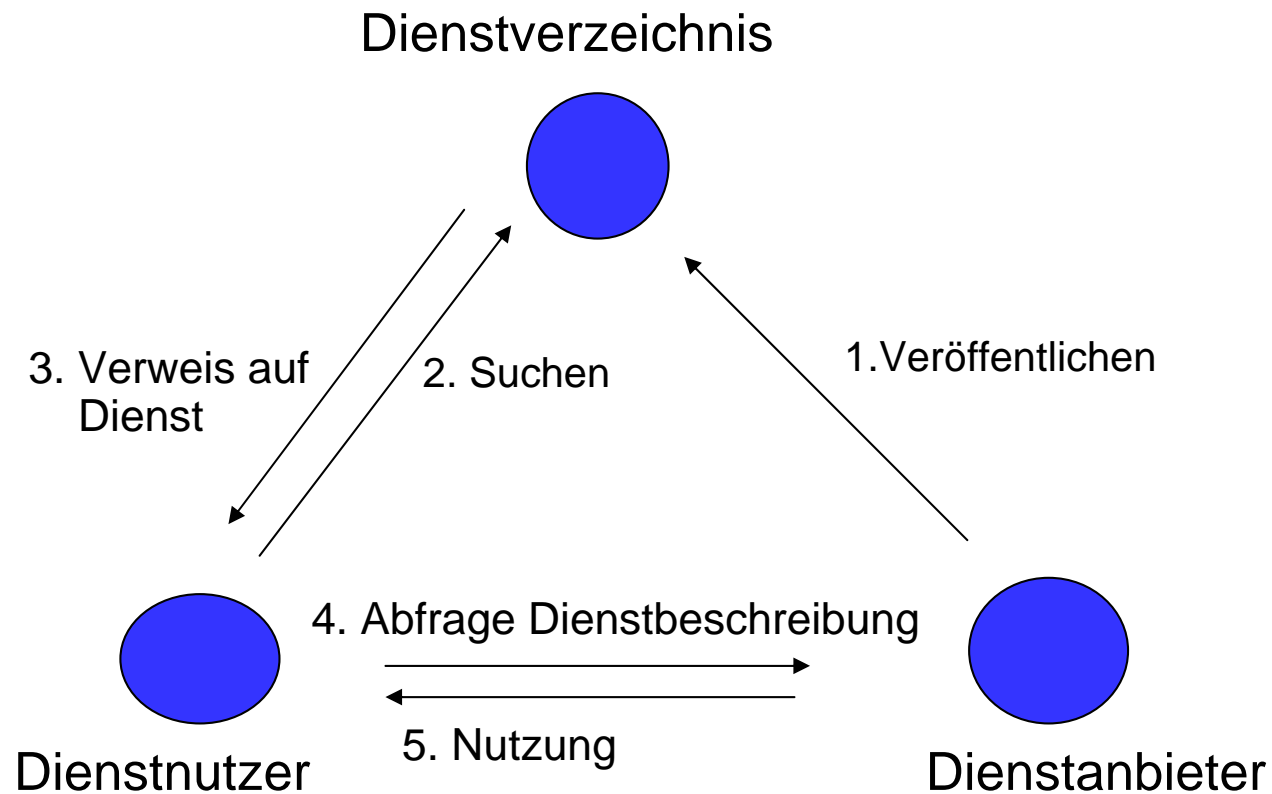 Dienstverzeichnis
1.Veröffentlichen
3. Verweis auf
Dienst
2. Suchen
4. Abfrage Dienstbeschreibung
5. Nutzung
Dienstnutzer
Dienstanbieter